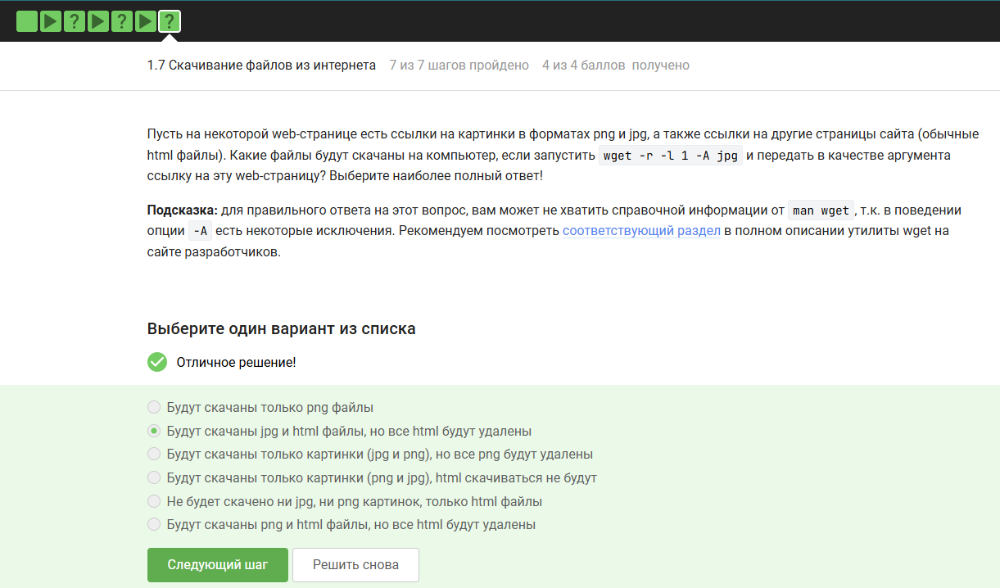 ? ? ?
1.7 Скачивание файлов из интернета 7 из 7 шагов пройдено 4 из 4 баллов получено
Пусть на некоторой web-странице есть ссылки на картинки в форматах png и jpg, а также ссылки на другие страницы сайта (обычные
html файлы). Какие файлы будут скачаны на компьютер, если запустить wget -r -l 1 -A jpg и передать в качестве аргумента
ссылку на эту web-страницу? Выберите наиболее полный ответ!
Подсказка: для правильного ответа на этот вопрос, вам может не хватить справочной информации от man wget, т.к. в поведении
опции -A есть некоторые исключения. Рекомендуем посмотреть соответствующий раздел в полном описании утилиты wget на
сайте разработчиков.
Выберите один вариант из списка
Отличное решение!
Будут скачаны только png файлы
Будут скачаны jpg и html файлы, но все html будут удалены
Будут скачаны только картинки (jpg и png), но все png будут удалены
Будут скачаны только картинки (png и jpg), html скачиваться не будут
Не будет скачено ни jpg, ни png картинок, только html файлы
Будут скачаны png и html файлы, но все html будут удалены
Следующий шаг Решить снова